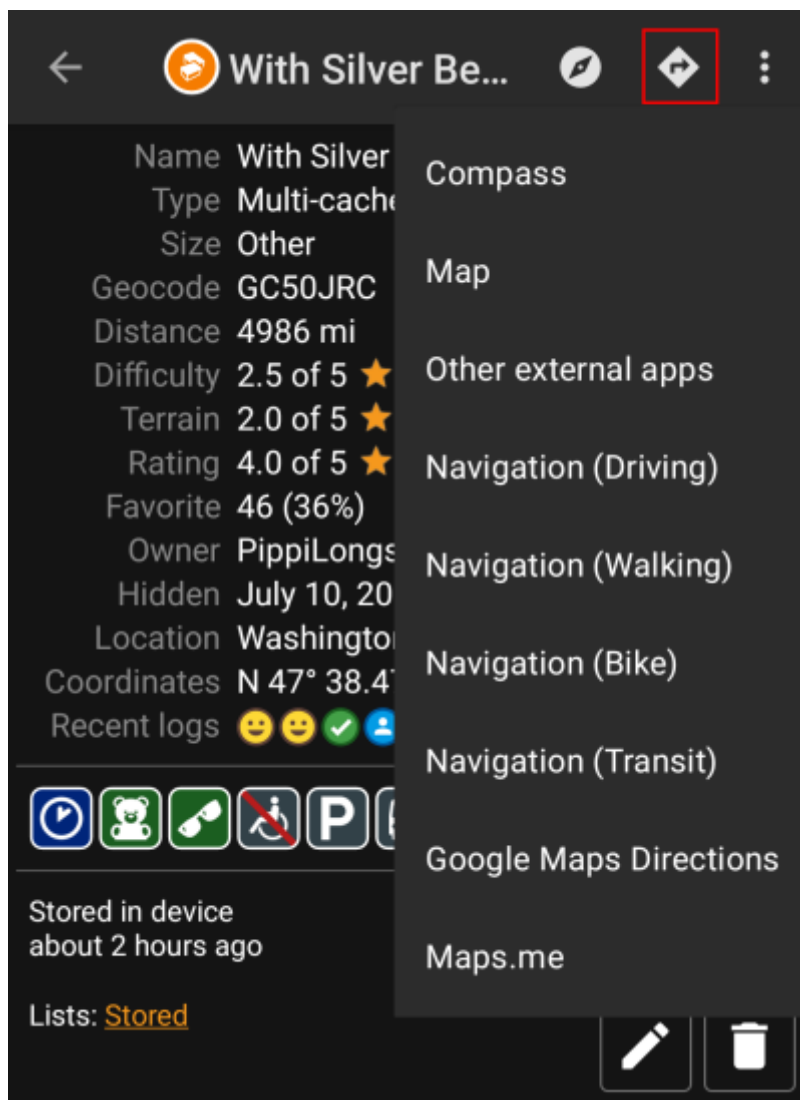 With Silver Be...
Name With Silver
Type Multi-cache
Size Other
Geocode GC50JRC
Distance 4986 mi
Difficulty 2.5 of 5
Terrain 2.0 of 5
Rating 4.0 of 5
Favorite 46 (36%)
Owner PippiLongs
Hidden July 10, 20
Location Washington
Coordinates N 47° 38.4
Recent logs
P
Stored in device
about 2 hours ago
Lists: Stored
Compass
Map
Other external apps
Navigation (Driving)
Navigation (Walking)
Navigation (Bike)
Navigation (Transit)
Google Maps Directions
Maps.me